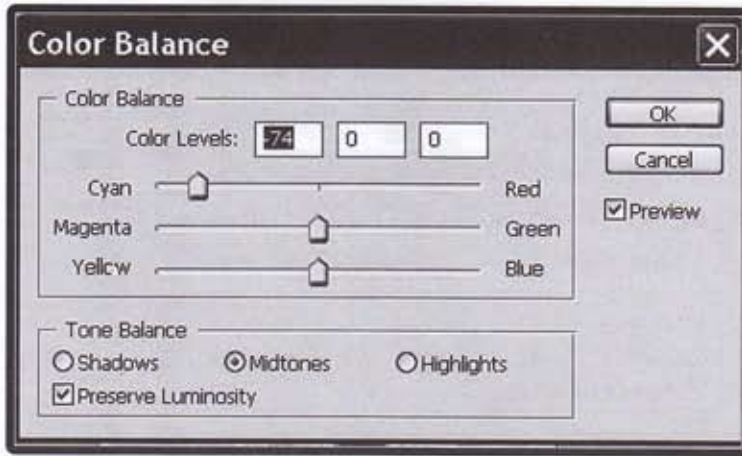 Color Balance
Color Balance
Color Levels: -74 0 0
OK
Cancel
Preview
Cyan Red
Magenta Green
Yellow Blue
Tone Balance
Shadows Midtones Highlights
Preserve Luminosity